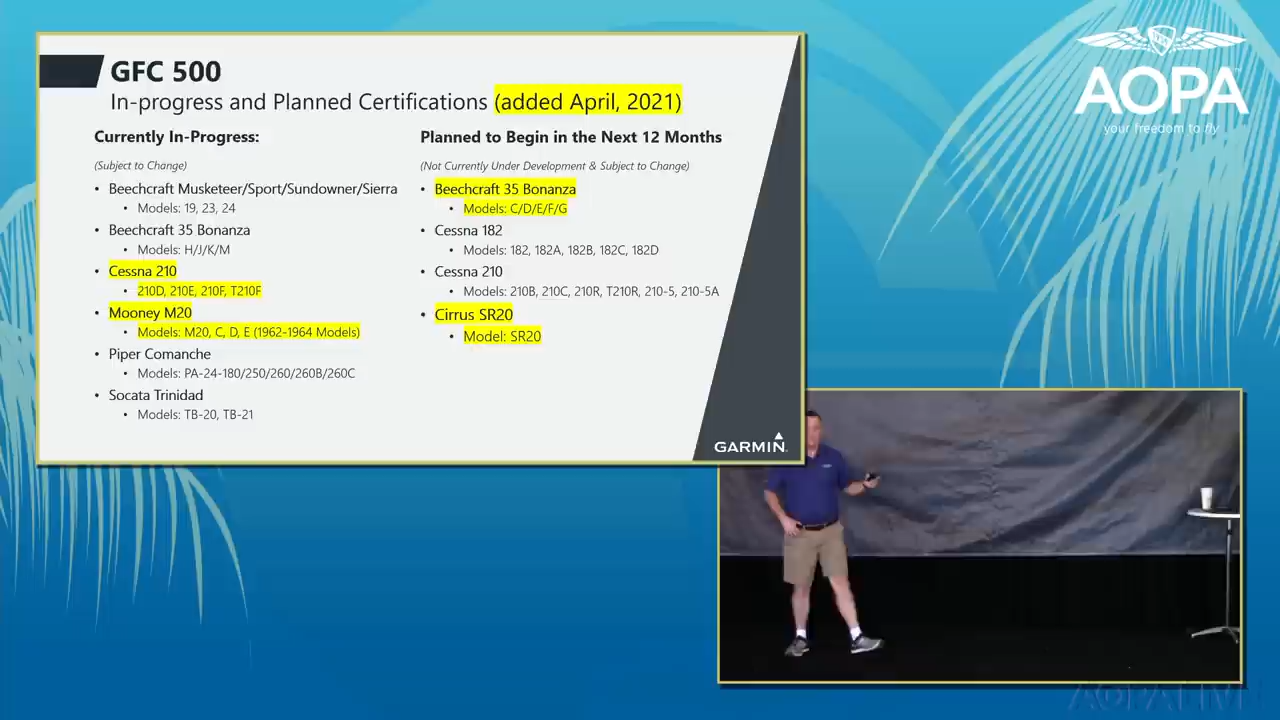 GFC 500
In-progress and Planned Certifications (added April, 2021)
Currently In-Progress:
(Subject to Change)
• Beechcraft Musketeer/Sport/Sundowner/Sierra
• Models: 19, 23, 24
• Beechcraft 35 Bonanza
• Models: H/J/K/M
• Cessna 210
• 210D, 210E, 210F, T210F
• Mooney M20
• Models: M20, C, D, E (1962-1964 Models)
• Piper Comanche
• Models: PA-24-180/250/260/260B/260C
• Socata Trinidad
• Models: TB-20, TB-21
Planned to Begin in the Next 12 Months
(Not Currently Under Development & Subject to Change)
• Beechcraft 35 Bonanza
• Models: C/D/E/F/G
• Cessna 182
• Models: 182, 182A, 182B, 182C, 182D
• Cessna 210
• Models: 210B, 210C, 210R, T210R, 210-5, 210-5A
• Cirrus SR20
• Model: SR20
GARMIN
AOPA
your freedom to fly
AOPA LIVE